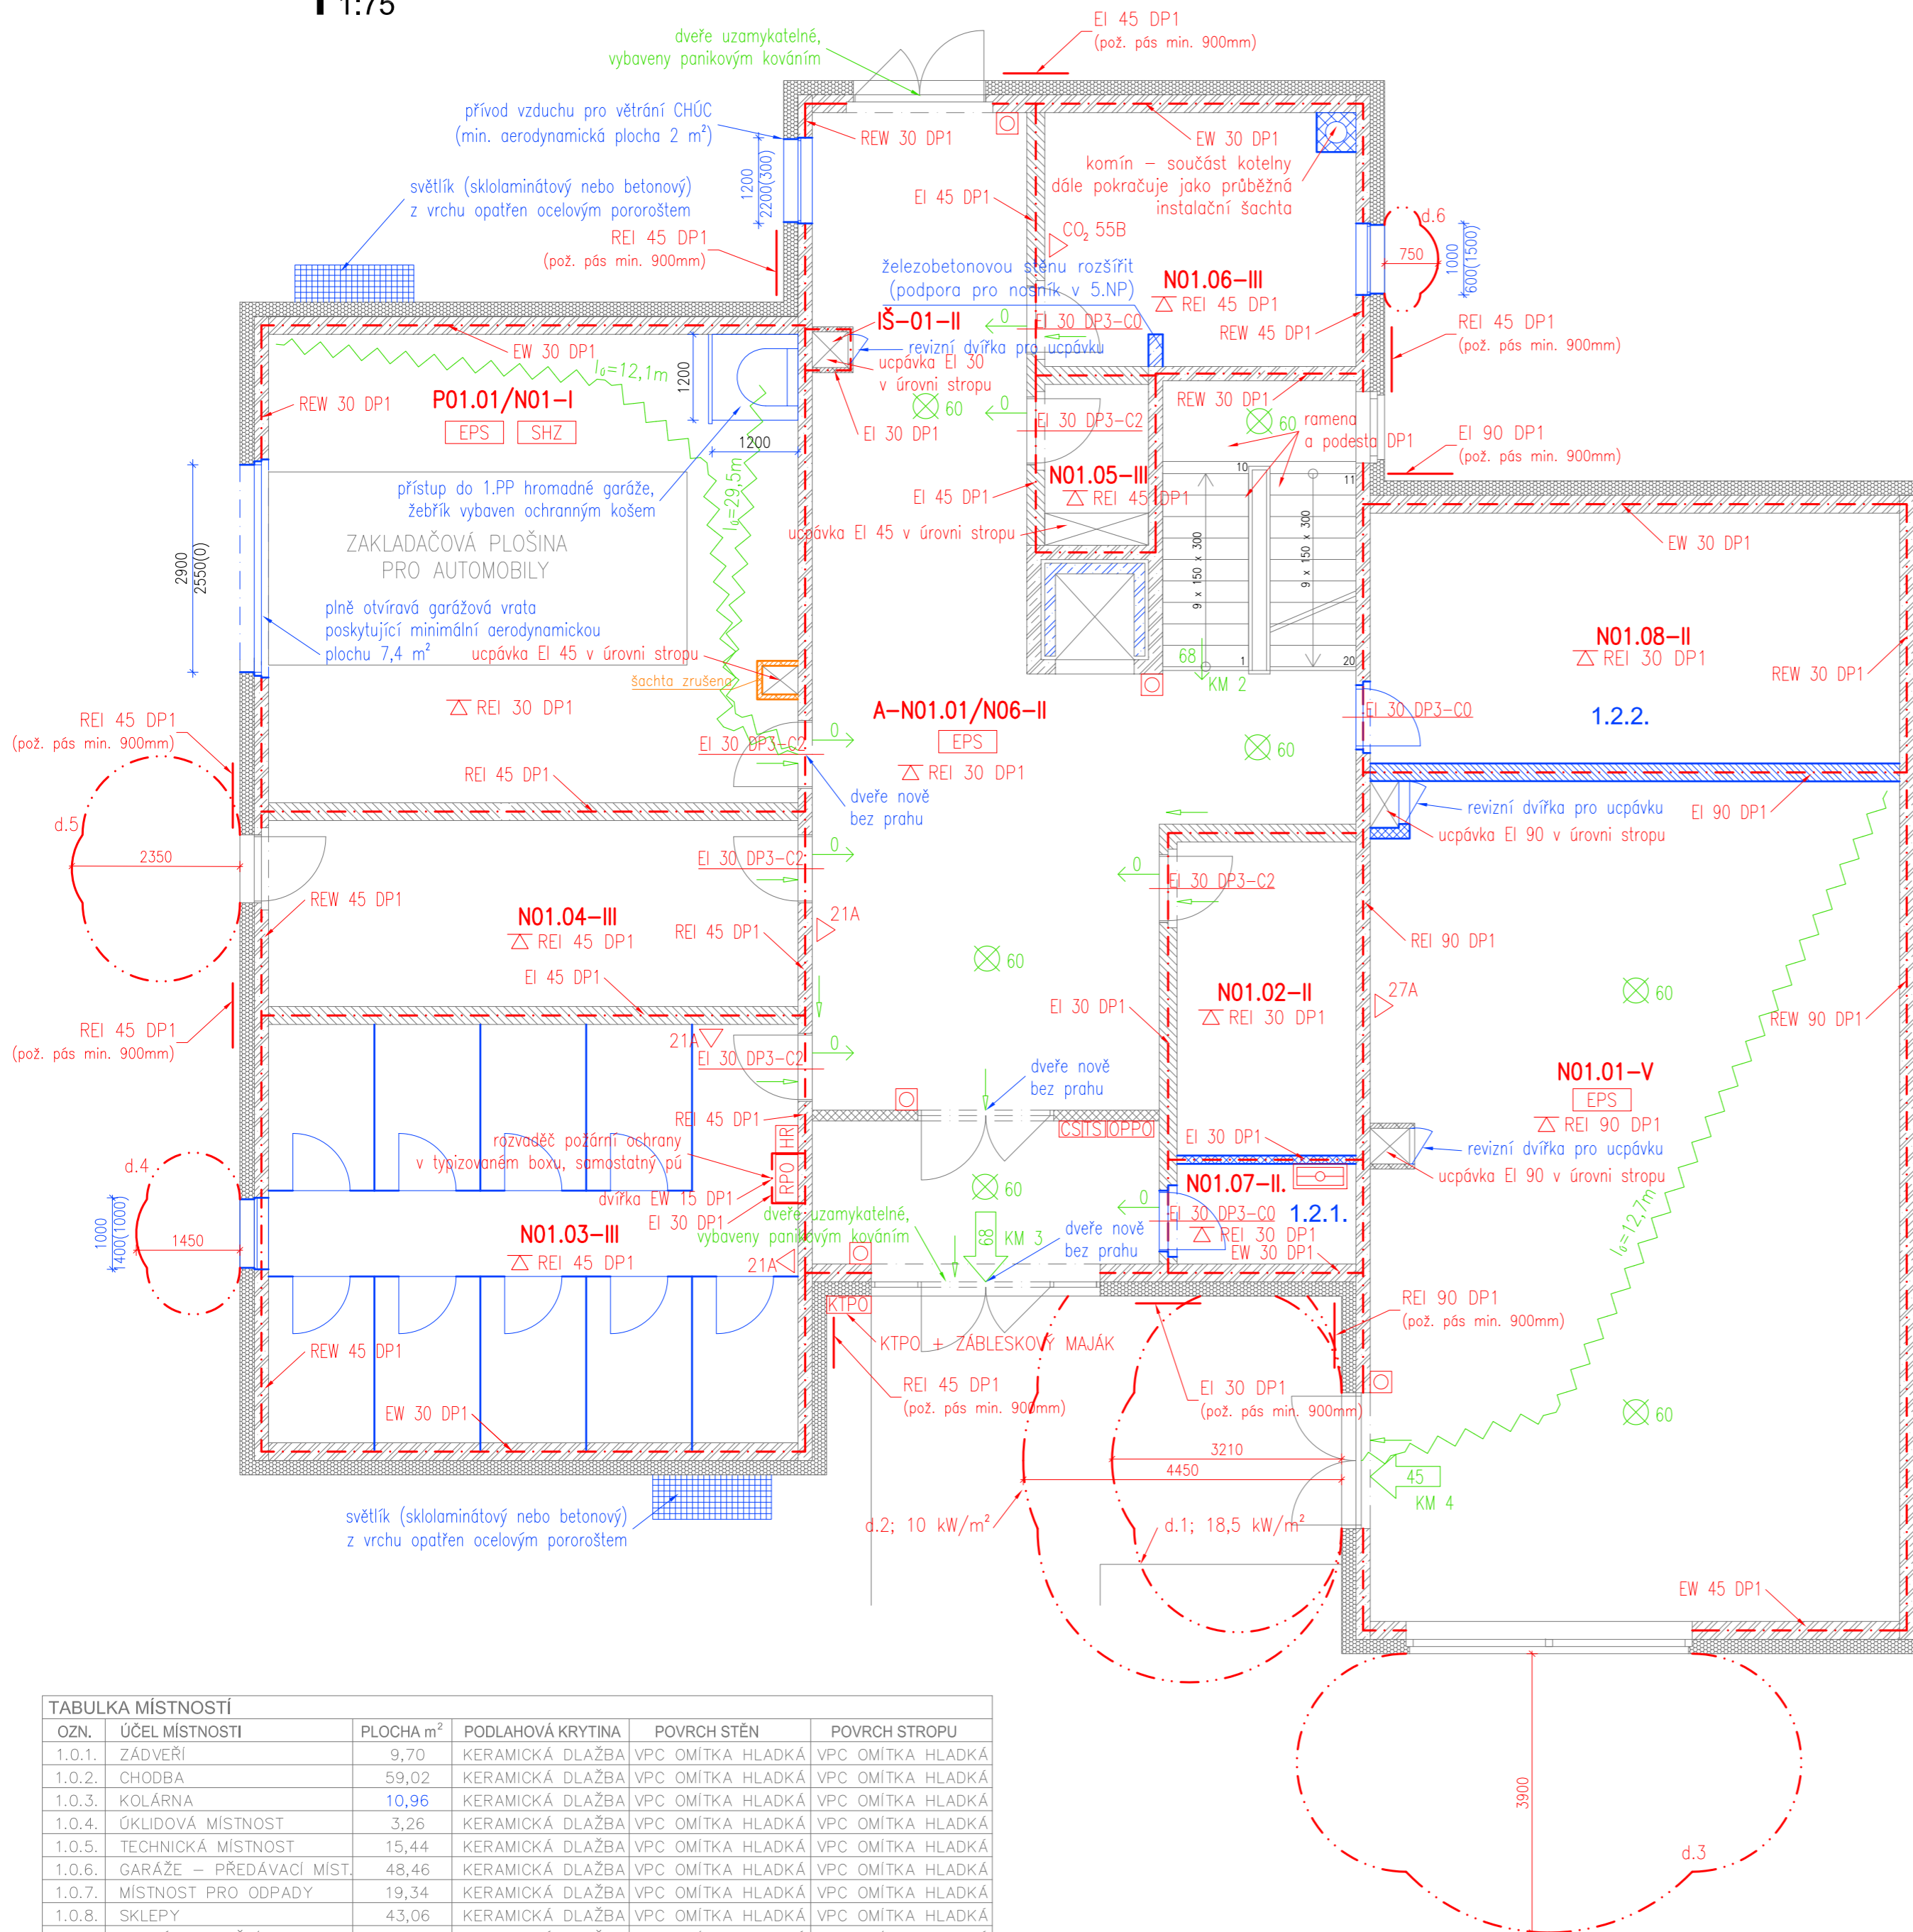 1:75
dveře uzamykatelné,
vybaveny panikovým kováním
EI 45 DP1
(pož. pás min. 900mm)
přívod vzduchu pro větrání CHÚC
(min. aerodynamická plocha 2 m²)
REW 30 DP1
EW 30 DP1
1200
2200(300)
komín – součást kotelny
dále pokračuje jako průběžná
instalační šachta
světlík (sklolaminátový nebo betonový)
z vrchu opatřen ocelovým pororoštem
EI 45 DP1
REI 45 DP1
(pož. pás min. 900mm)
CO₂ 55B
d.6
750
1000
600(1500)
železobetonovou stěnu rozšířit
(podpora pro nosník v 5.NP)
N01.06–III
REI 45 DP1
REW 45 DP1
REI 45 DP1
(pož. pás min. 900mm)
IŠ–01–II
0
EI 30 DP3–C0
revizní dvířka pro ucpávku
ucpávka EI 30
v úrovni stropu
EW 30 DP1
l₀=12,1m
1200
REW 30 DP1
P01.01/N01–I
EPS
SHZ
REW 30 DP1
60
0
EI 30 DP3–C2
60
ramena
a podesta DP1
EI 30 DP1
1200
EI 90 DP1
(pož. pás min. 900mm)
l₀=29,5m
N01.05–III
REI 45 DP1
EI 45 DP1
10
11
přístup do 1.PP hromadné garáže,
žebřík vybaven ochranným košem
ucpávka EI 45 v úrovni stropu
ZAKLADAČOVÁ PLOŠINA
PRO AUTOMOBILY
2900
2550(0)
9 x 150 x 300
9 x 150 x 300
EW 30 DP1
plně otvíravá garážová vrata
poskytující minimální aerodynamickou
plochu 7,4 m²
ucpávka EI 45 v úrovni stropu
šachta zrušena
68
1
20
KM 2
N01.08–II
REI 30 DP1
REW 30 DP1
REI 30 DP1
A–N01.01/N06–II
EPS
REI 30 DP1
EI 30 DP3–C0
1.2.2.
REI 45 DP1
(pož. pás min. 900mm)
EI 30 DP3–C2
0
60
REI 45 DP1
dveře nově
bez prahu
revizní dvířka pro ucpávku
EI 90 DP1
ucpávka EI 90 v úrovni stropu
d.5
2350
EI 30 DP3–C2
0
0
EI 30 DP3–C2
REW 45 DP1
N01.04–III
REI 45 DP1
REI 45 DP1
21A
REI 90 DP1
EI 45 DP1
60
N01.02–II
REI 30 DP1
EI 30 DP1
27A
60
REW 90 DP1
REI 45 DP1
(pož. pás min. 900mm)
21A
EI 30 DP3–C2
0
dveře nově
bez prahu
N01.01–V
EPS
REI 90 DP1
REI 45 DP1
HR
CS
TS
OPPO
EI 30 DP1
revizní dvířka pro ucpávku
ucpávka EI 90 v úrovni stropu
rozvaděč požární ochrany
v typizovaném boxu, samostatný pú
RPO
dvířka EW 15 DP1
EI 30 DP1
d.4
1000
1400(1000)
1450
60
N01.07–II.
0
EI 30 DP3–C0
1.2.1.
REI 30 DP1
EW 30 DP1
dveře uzamykatelné,
vybaveny panikovým kováním
68
KM 3
dveře nově
bez prahu
N01.03–III
REI 45 DP1
21A
l₀=12,7m
KTPO
KTPO + ZÁBLESKOVÝ MAJÁK
REI 90 DP1
(pož. pás min. 900mm)
REW 45 DP1
REI 45 DP1
(pož. pás min. 900mm)
EI 30 DP1
(pož. pás min. 900mm)
EW 30 DP1
60
3210
4450
45
KM 4
světlík (sklolaminátový nebo betonový)
z vrchu opatřen ocelovým pororoštem
d.2; 10 kW/m²
d.1; 18,5 kW/m²
EW 45 DP1
3900
d.3
TABULKA MÍSTNOSTÍ
OZN. ÚČEL MÍSTNOSTI PLOCHA m² PODLAHOVÁ KRYTINA POVRCH STĚN POVRCH STROPU
1.0.1. ZÁDVEŘÍ 9,70 KERAMICKÁ DLAŽBA VPC OMÍTKA HLADKÁ VPC OMÍTKA HLADKÁ
1.0.2. CHODBA 59,02 KERAMICKÁ DLAŽBA VPC OMÍTKA HLADKÁ VPC OMÍTKA HLADKÁ
1.0.3. KOLÁRNA 10,96 KERAMICKÁ DLAŽBA VPC OMÍTKA HLADKÁ VPC OMÍTKA HLADKÁ
1.0.4. ÚKLIDOVÁ MÍSTNOST 3,26 KERAMICKÁ DLAŽBA VPC OMÍTKA HLADKÁ VPC OMÍTKA HLADKÁ
1.0.5. TECHNICKÁ MÍSTNOST 15,44 KERAMICKÁ DLAŽBA VPC OMÍTKA HLADKÁ VPC OMÍTKA HLADKÁ
1.0.6. GARÁŽE – PŘEDÁVACÍ MÍST. 48,46 KERAMICKÁ DLAŽBA VPC OMÍTKA HLADKÁ VPC OMÍTKA HLADKÁ
1.0.7. MÍSTNOST PRO ODPADY 19,34 KERAMICKÁ DLAŽBA VPC OMÍTKA HLADKÁ VPC OMÍTKA HLADKÁ
1.0.8. SKLEPY 43,06 KERAMICKÁ DLAŽBA VPC OMÍTKA HLADKÁ VPC OMÍTKA HLADKÁ